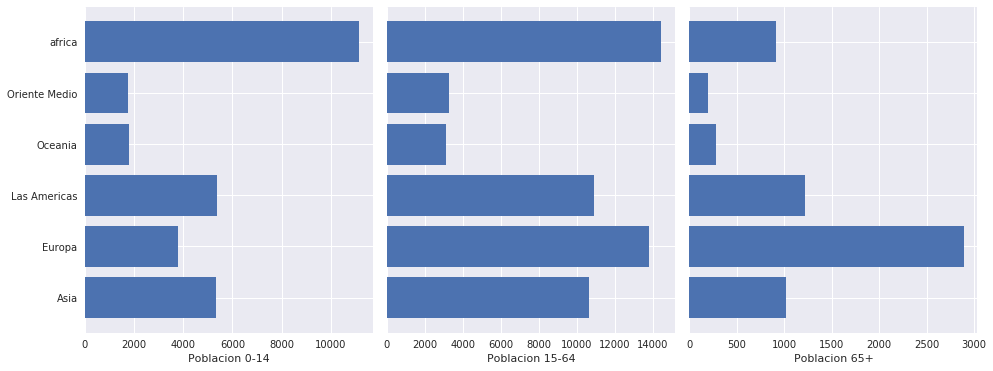 africa
Oriente Medio
Oceania
Las Americas
Europa
Asia
0 2000 4000 6000 8000 10000
Poblacion 0-14
0 2000 4000 6000 8000 10000 12000 14000
Poblacion 15-64
0 500 1000 1500 2000 2500 3000
Poblacion 65+